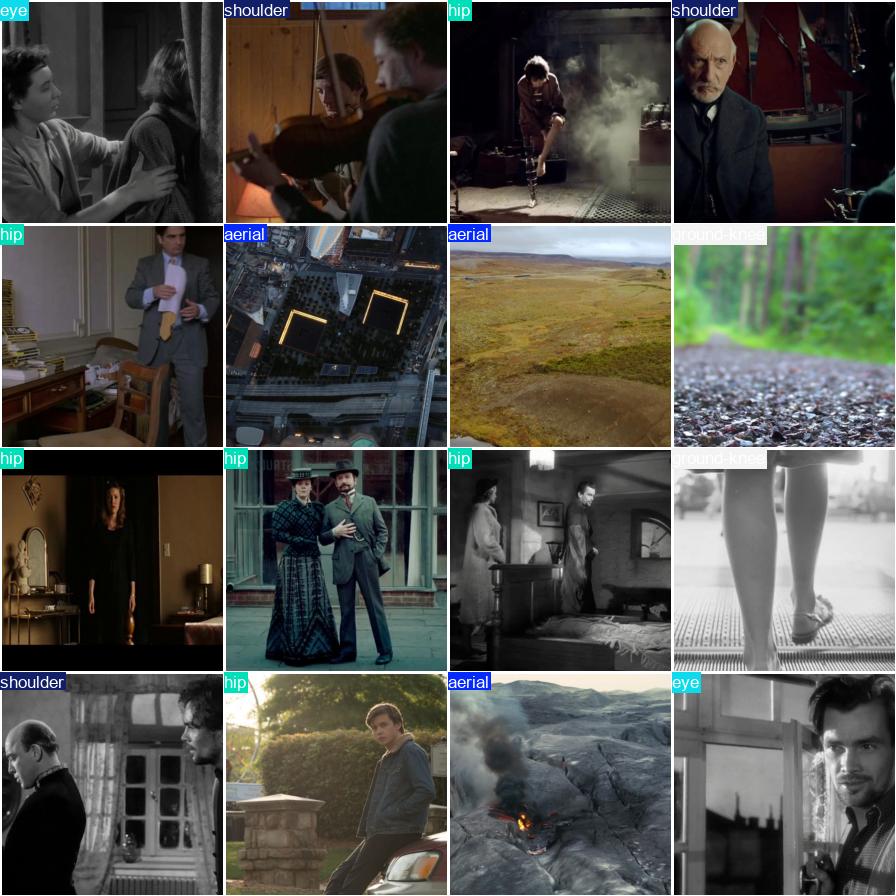 eye
shoulder
hip
shoulder
hip
aerial
aerial
ground-knee
hip
hip
hip
ground-knee
shoulder
hip
aerial
eye